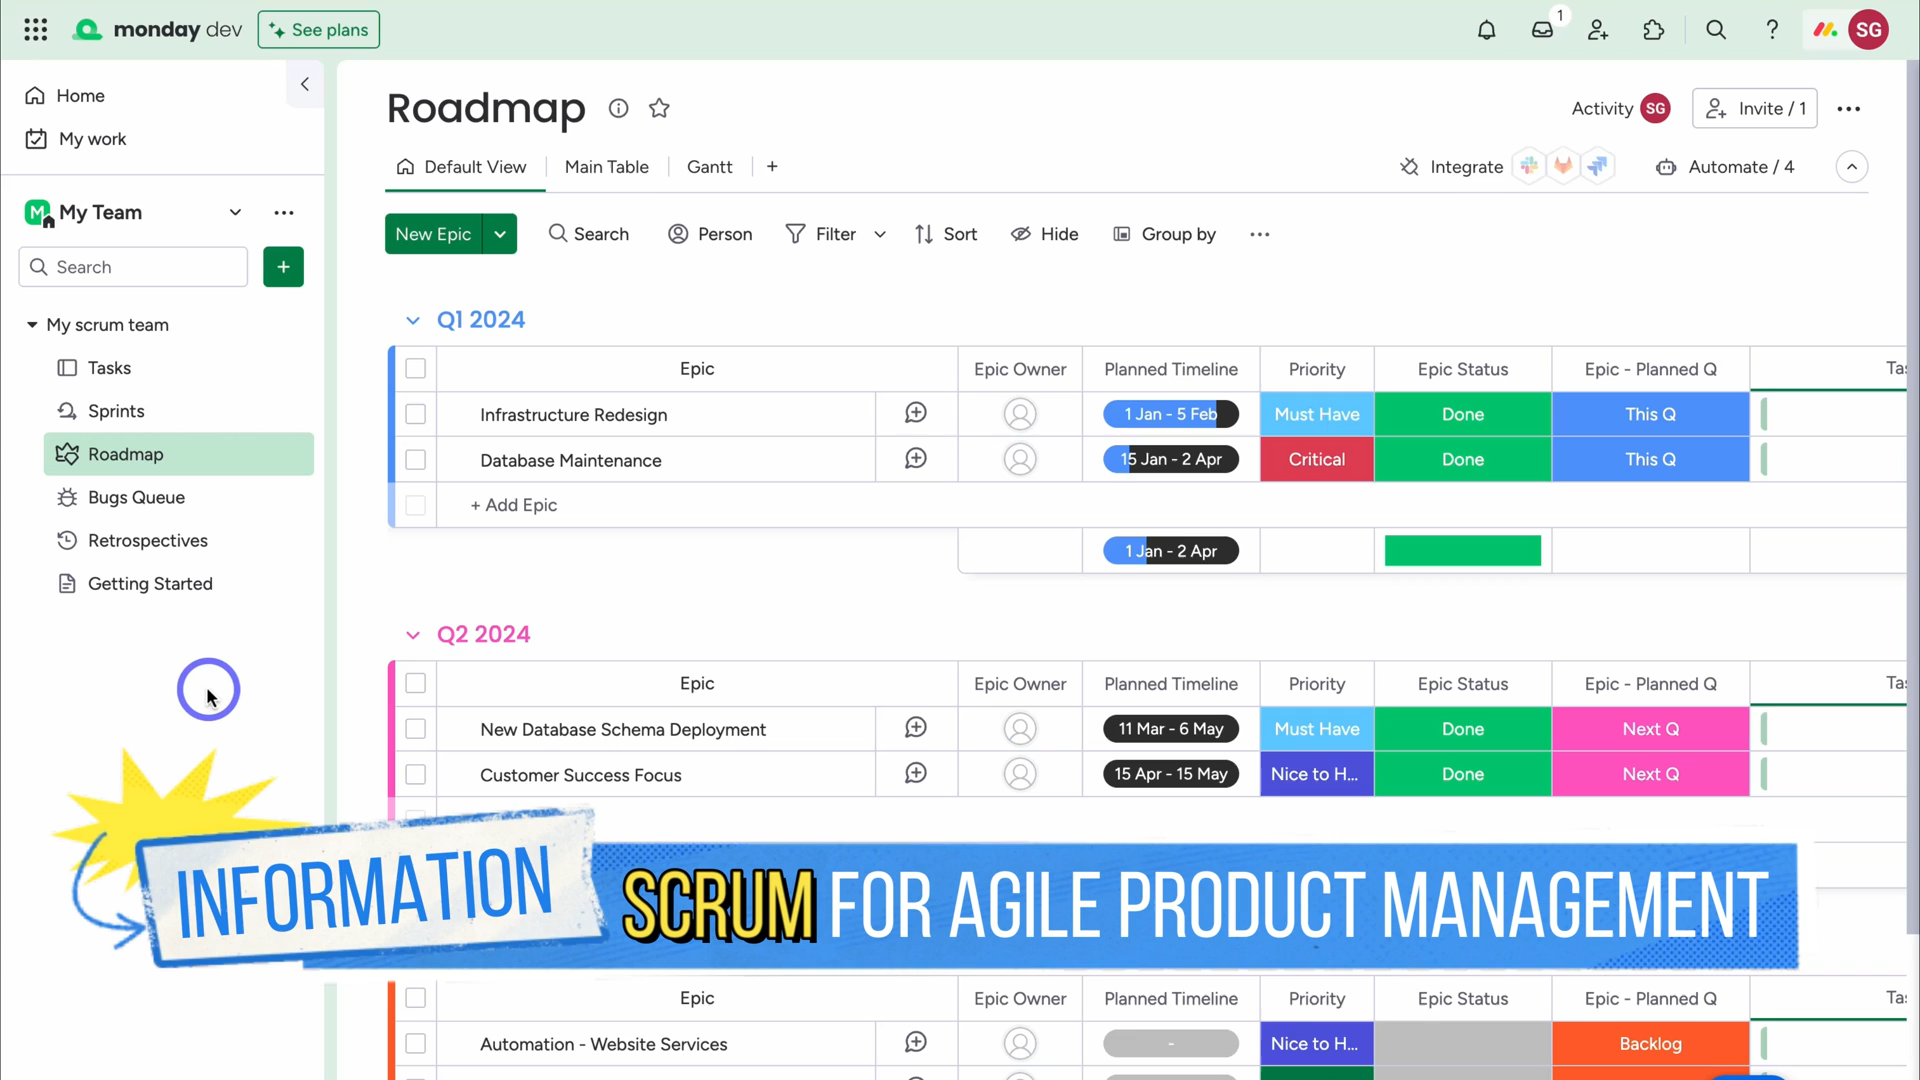 monday dev
See plans
1
SG
Home
My work
M My Team
Search
+
My scrum team
Tasks
Sprints
Roadmap
Bugs Queue
Retrospectives
Getting Started
Roadmap
Activity SG
Invite / 1
Default View
Main Table
Gantt
+
Integrate
Automate / 4
New Epic
Search
Person
Filter
Sort
Hide
Group by
Q1 2024
Epic Epic Owner Planned Timeline Priority Epic Status Epic - Planned Q Tas
Infrastructure Redesign 1 Jan - 5 Feb Must Have Done This Q
Database Maintenance 15 Jan - 2 Apr Critical Done This Q
+ Add Epic
1 Jan - 2 Apr
Q2 2024
Epic Epic Owner Planned Timeline Priority Epic Status Epic - Planned Q Tas
New Database Schema Deployment 11 Mar - 6 May Must Have Done Next Q
Customer Success Focus 15 Apr - 15 May Nice to H... Done Next Q
INFORMATION
SCRUM FOR AGILE PRODUCT MANAGEMENT
Epic Epic Owner Planned Timeline Priority Epic Status Epic - Planned Q Tas
Automation - Website Services - Nice to H... Backlog